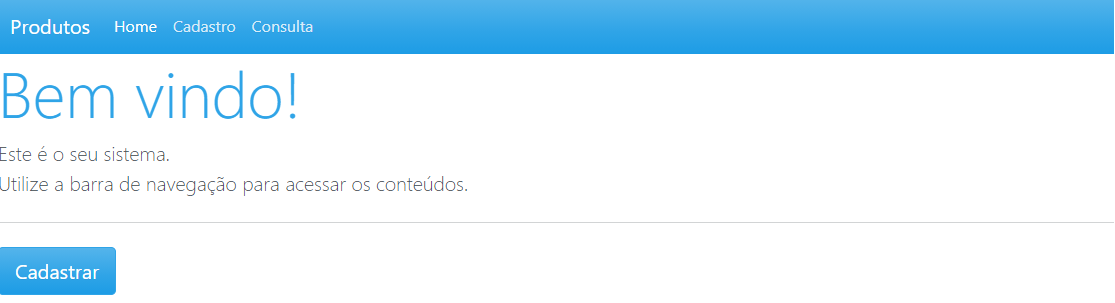 Produtos Home Cadastro Consulta
Bem vindo!
Este é o seu sistema.
Utilize a barra de navegação para acessar os conteúdos.
Cadastrar